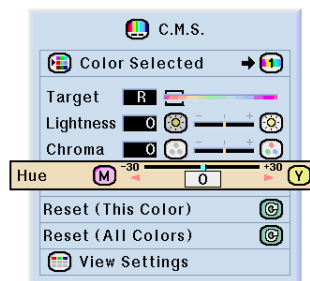 C.M.S.
Color Selected 1
Target R
Lightness 0 - +
Chroma 0 - +
Hue M -30 0 +30 Y
Reset (This Color)
Reset (All Colors)
View Settings